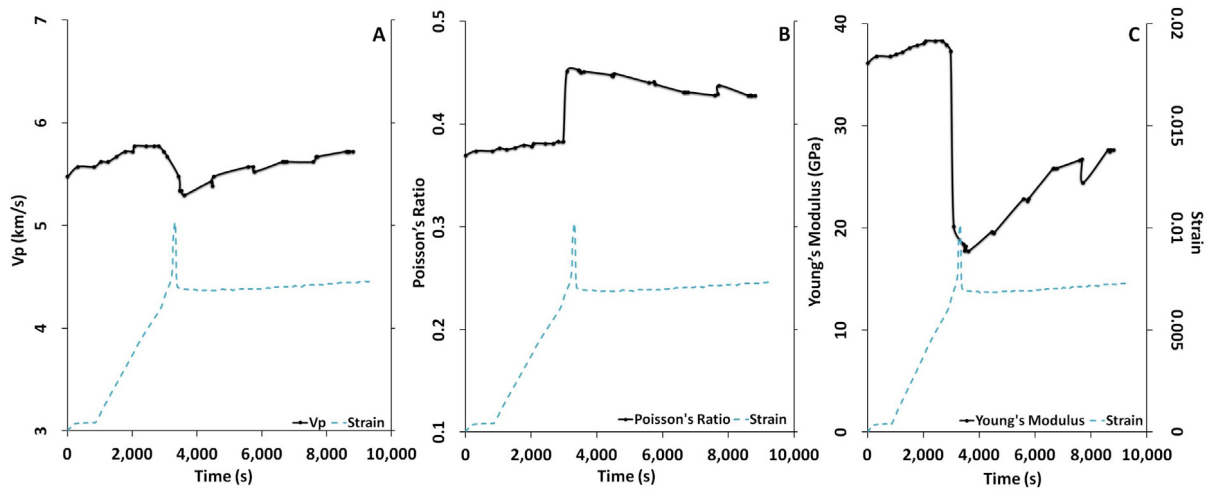 A
7
6
5
4
3
Vp (km/s)
0
2,000
4,000
6,000
8,000
10,000
Time (s)
Vp
Strain
B
0.5
0.4
0.3
0.2
0.1
Poisson's Ratio
0
2,000
4,000
6,000
8,000
10,000
Time (s)
Poisson's Ratio
Strain
C
40
30
20
10
0
Young's Modulus (GPa)
0
2,000
4,000
6,000
8,000
10,000
Time (s)
Young's Modulus
Strain
0.02
0.015
0.01
0.005
0
Strain